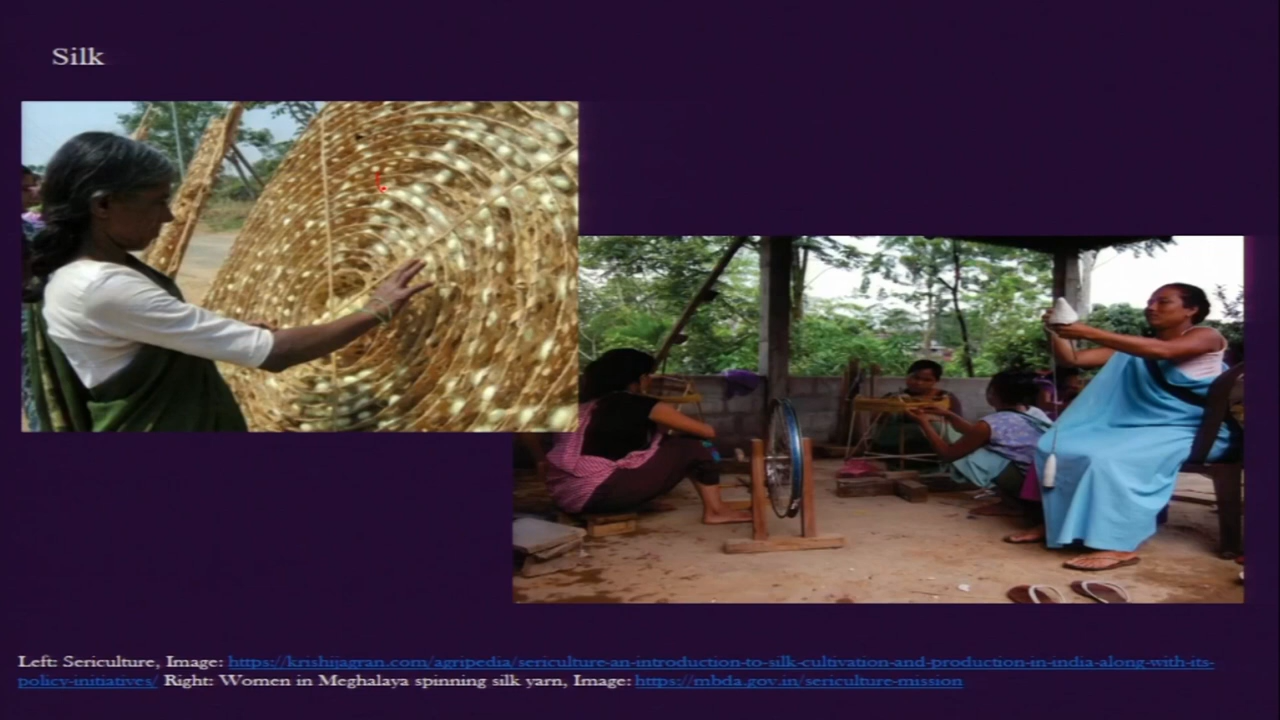 Silk
Left: Sericulture, Image: https://krishijagran.com/agripedia/sericulture-an-introduction-to-silk-cultivation-and-production-in-india-along-with-its-
policy-initiatives/ Right: Women in Meghalaya spinning silk yarn, Image: https://mbda.gov.in/sericulture-mission